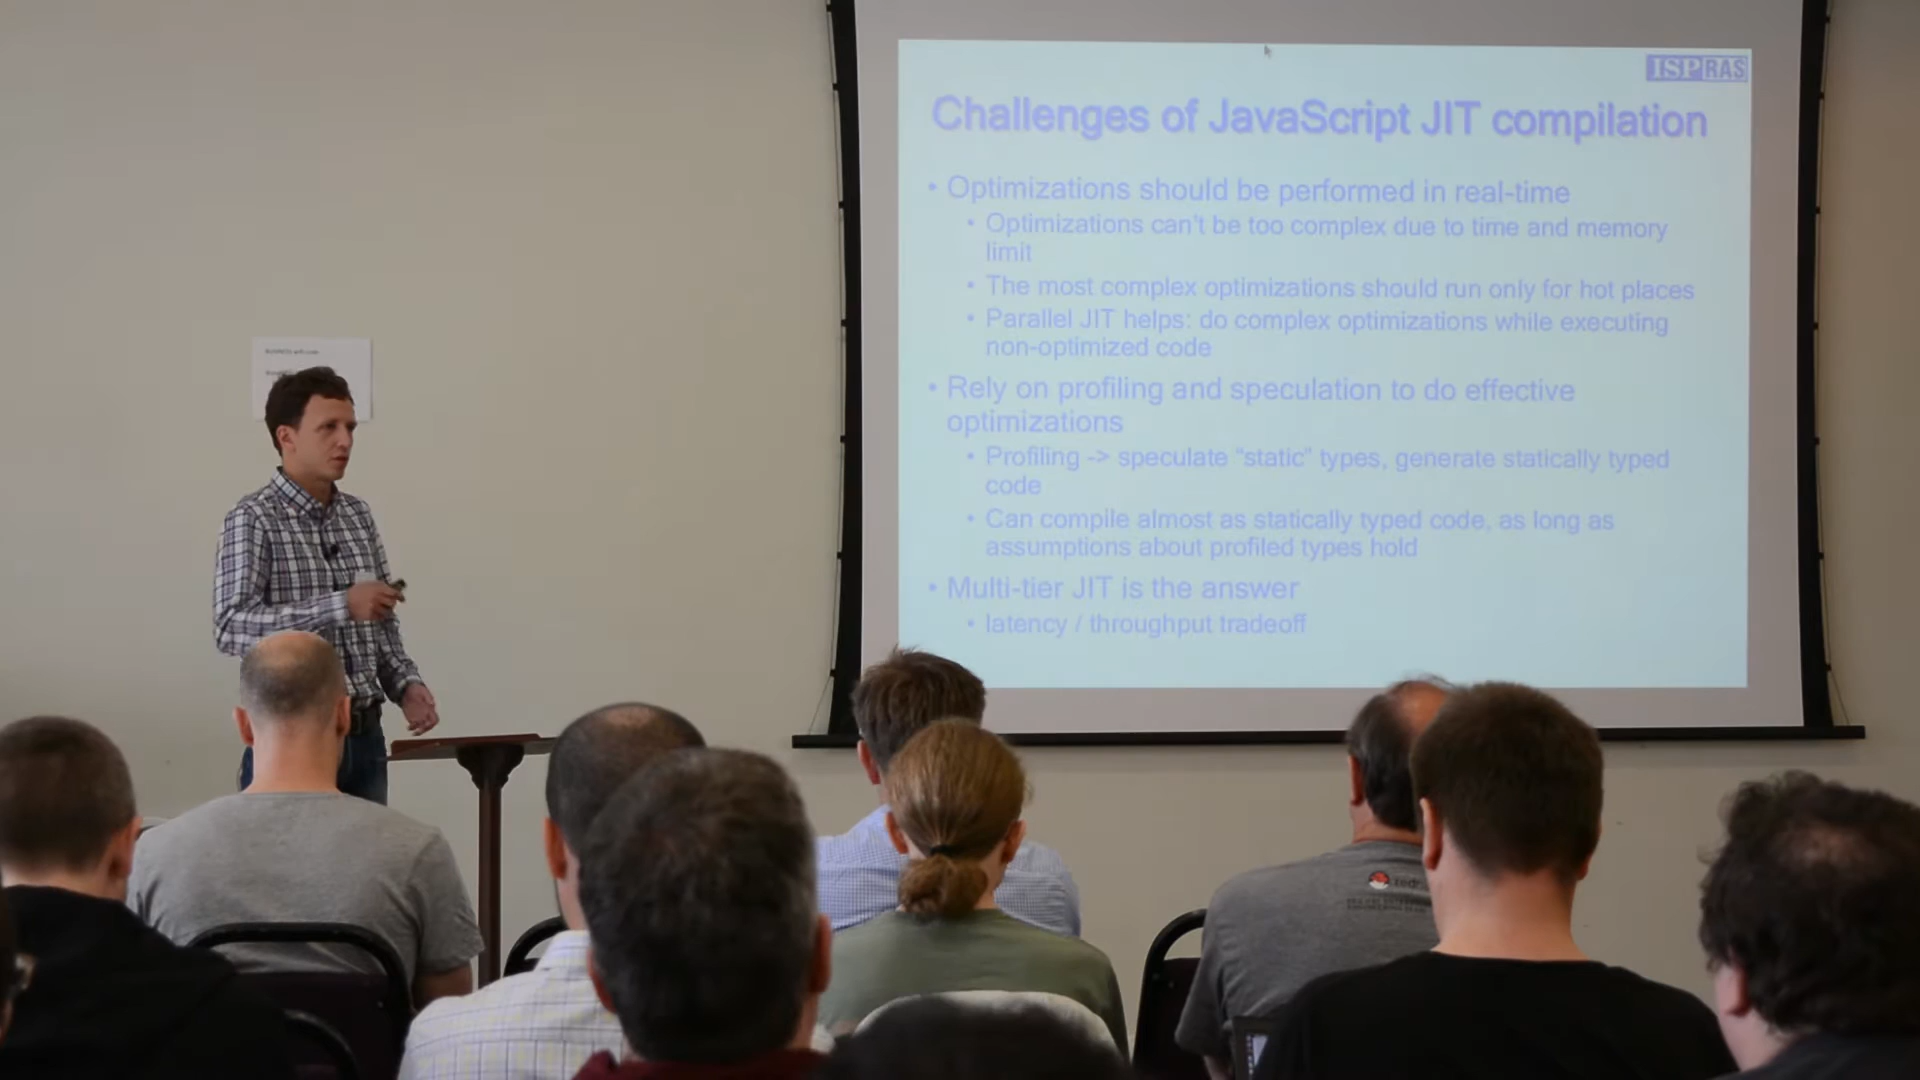 ISPRAS
Challenges of JavaScript JIT compilation
• Optimizations should be performed in real-time
• Optimizations can't be too complex due to time and memory
limit
• The most complex optimizations should run only for hot places
• Parallel JIT helps: do complex optimizations while executing
non-optimized code
• Rely on profiling and speculation to do effective
optimizations
• Profiling -> speculate "static" types, generate statically typed
code
• Can compile almost as statically typed code, as long as
assumptions about profiled types hold
• Multi-tier JIT is the answer
• latency / throughput tradeoff